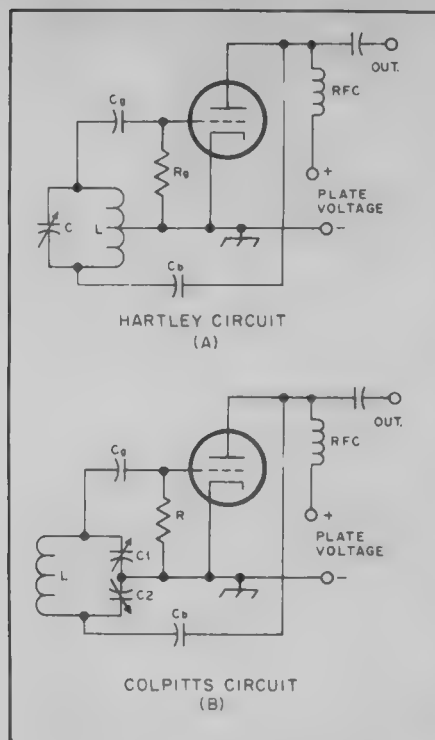 OUT.
Cg
RFC
Rg
+
PLATE
VOLTAGE
C
L
-
Cb
HARTLEY CIRCUIT
(A)
OUT.
Cg
RFC
R
+
PLATE
VOLTAGE
C1
L
C2
-
Cb
COLPITTS CIRCUIT
(B)